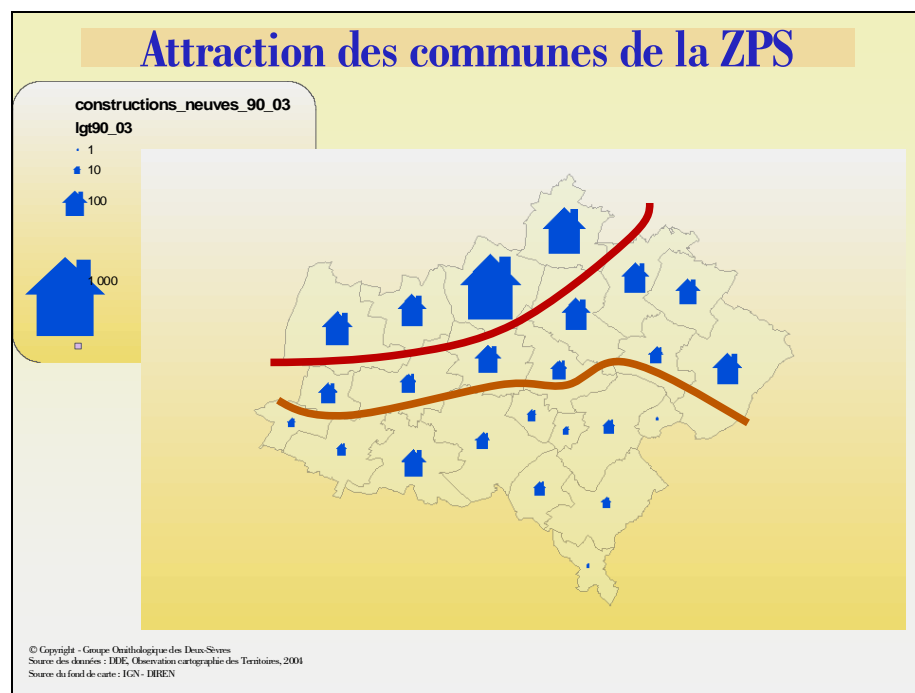 Attraction des communes de la ZPS
constructions_neuves_90_03
lgt90_03
1
10
100
1 000
© Copyright - Groupe Ornithologique des Deux-Sèvres
Source des données : DDE, Observation cartographie des Territoires, 2004
Source du fond de carte : IGN - DIREN